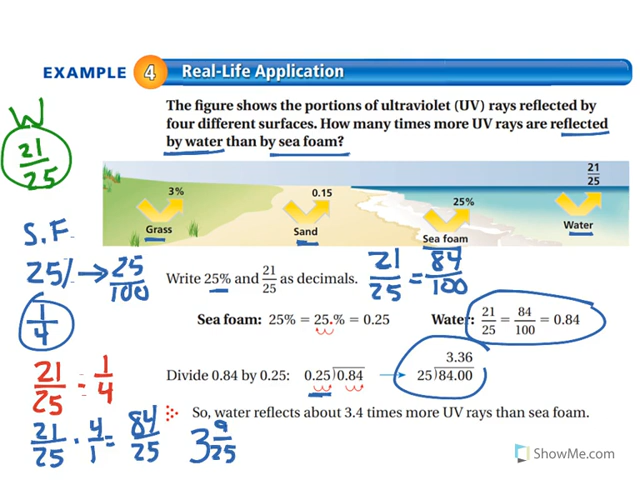 EXAMPLE 4 Real-Life Application
The figure shows the portions of ultraviolet (UV) rays reflected by
four different surfaces. How many times more UV rays are reflected
by water than by sea foam?
W
21/25
3%
0.15
25%
21/25
Grass
Sand
Sea foam
Water
S.F.
25% → 25/100
1/4
Write 25% and 21/25 as decimals.
21/25 = 84/100
Sea foam: 25% = 25.% = 0.25
Water: 21/25 = 84/100 = 0.84
3.36
Divide 0.84 by 0.25: 0.25)0.84 → 25)84.00
21/25 ÷ 1/4
So, water reflects about 3.4 times more UV rays than sea foam.
21/25 · 4/1 = 84/25 3 9/25
ShowMe.com